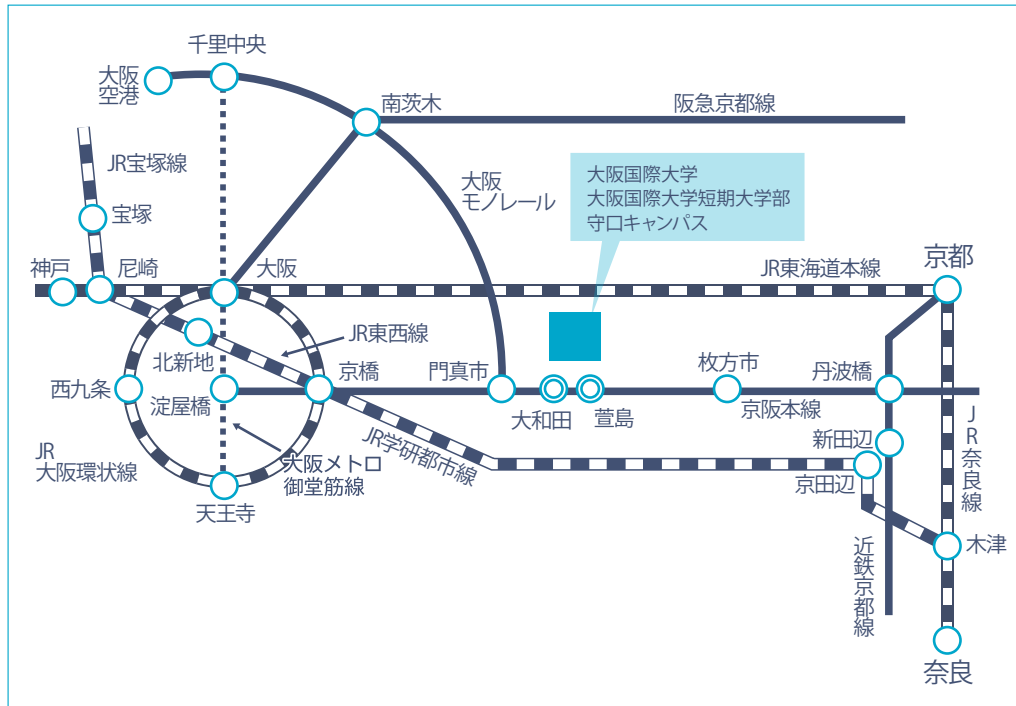 千里中央
大阪
空港
南茨木
阪急京都線
JR宝塚線
大阪
モノレール
大阪国際大学
大阪国際大学短期大学部
守口キャンパス
宝塚
神戸
尼崎
大阪
JR東海道本線
京都
JR東西線
北新地
西九条
淀屋橋
京橋
門真市
大和田
萱島
枚方市
京阪本線
丹波橋
JR奈良線
新田辺
JR学研都市線
京田辺
JR
大阪環状線
大阪メトロ
御堂筋線
天王寺
近鉄京都線
木津
奈良